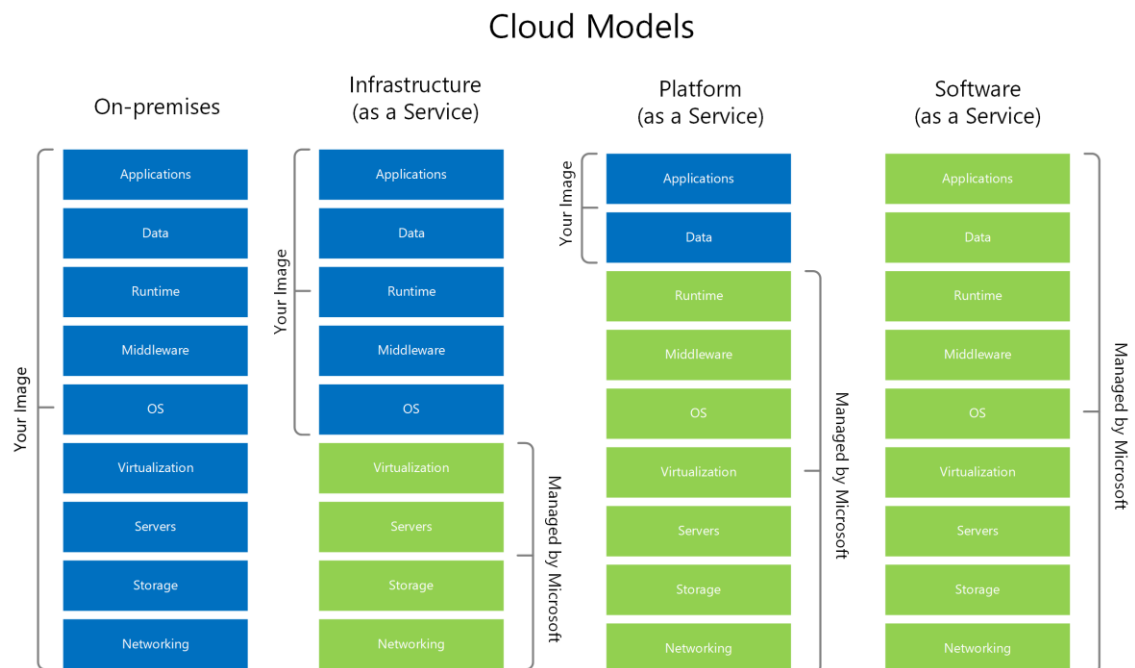 Cloud Models
On-premises
Your Image
Applications
Data
Runtime
Middleware
OS
Virtualization
Servers
Storage
Networking
Infrastructure
(as a Service)
Your Image
Applications
Data
Runtime
Middleware
OS
Virtualization
Servers
Storage
Networking
Managed by Microsoft
Platform
(as a Service)
Your Image
Applications
Data
Runtime
Middleware
OS
Virtualization
Servers
Storage
Networking
Managed by Microsoft
Software
(as a Service)
Applications
Data
Runtime
Middleware
OS
Virtualization
Servers
Storage
Networking
Managed by Microsoft